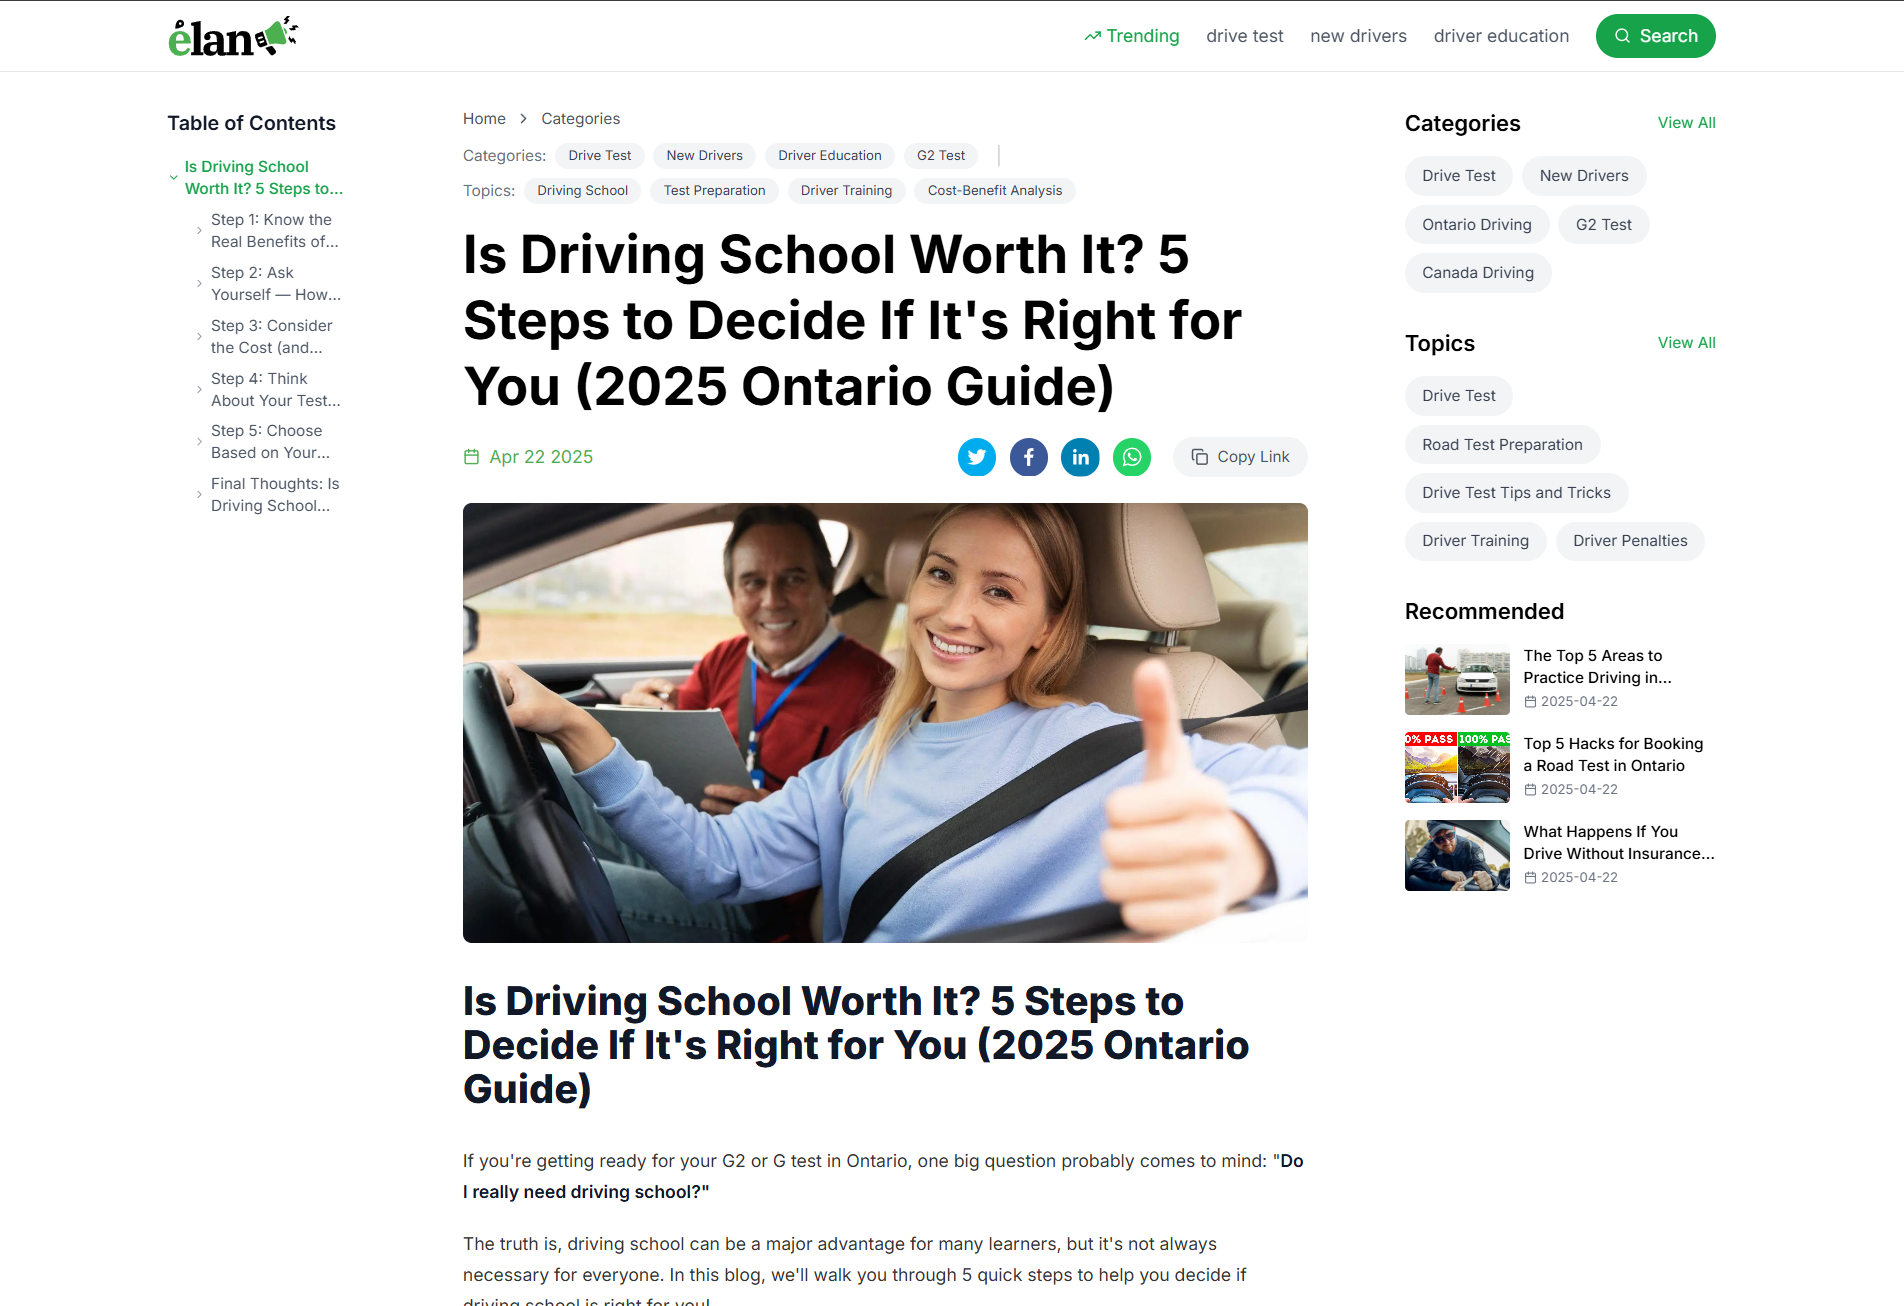 élan
Trending
drive test
new drivers
driver education
Search
Table of Contents
Is Driving School
Worth It? 5 Steps to...
Step 1: Know the
Real Benefits of...
Step 2: Ask
Yourself — How...
Step 3: Consider
the Cost (and...
Step 4: Think
About Your Test...
Step 5: Choose
Based on Your...
Final Thoughts: Is
Driving School...
Home > Categories
Categories: Drive Test New Drivers Driver Education G2 Test
Topics: Driving School Test Preparation Driver Training Cost-Benefit Analysis
Is Driving School Worth It? 5
Steps to Decide If It's Right for
You (2025 Ontario Guide)
Apr 22 2025
Copy Link
Is Driving School Worth It? 5 Steps to
Decide If It's Right for You (2025 Ontario
Guide)
If you're getting ready for your G2 or G test in Ontario, one big question probably comes to mind: "Do
I really need driving school?"
The truth is, driving school can be a major advantage for many learners, but it's not always
necessary for everyone. In this blog, we'll walk you through 5 quick steps to help you decide if
driving school is right for you!
Categories View All
Drive Test New Drivers
Ontario Driving G2 Test
Canada Driving
Topics View All
Drive Test
Road Test Preparation
Drive Test Tips and Tricks
Driver Training Driver Penalties
Recommended
The Top 5 Areas to
Practice Driving in...
2025-04-22
0% PASS 100% PAS
Top 5 Hacks for Booking
a Road Test in Ontario
2025-04-22
What Happens If You
Drive Without Insurance...
2025-04-22